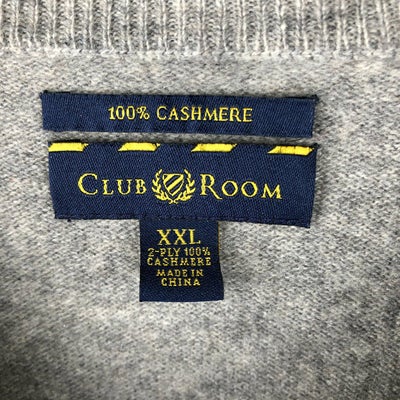 100% CASHMERE
CLUB ROOM
XXL
2-PLY 100%
CASHMERE
MADE IN
CHINA